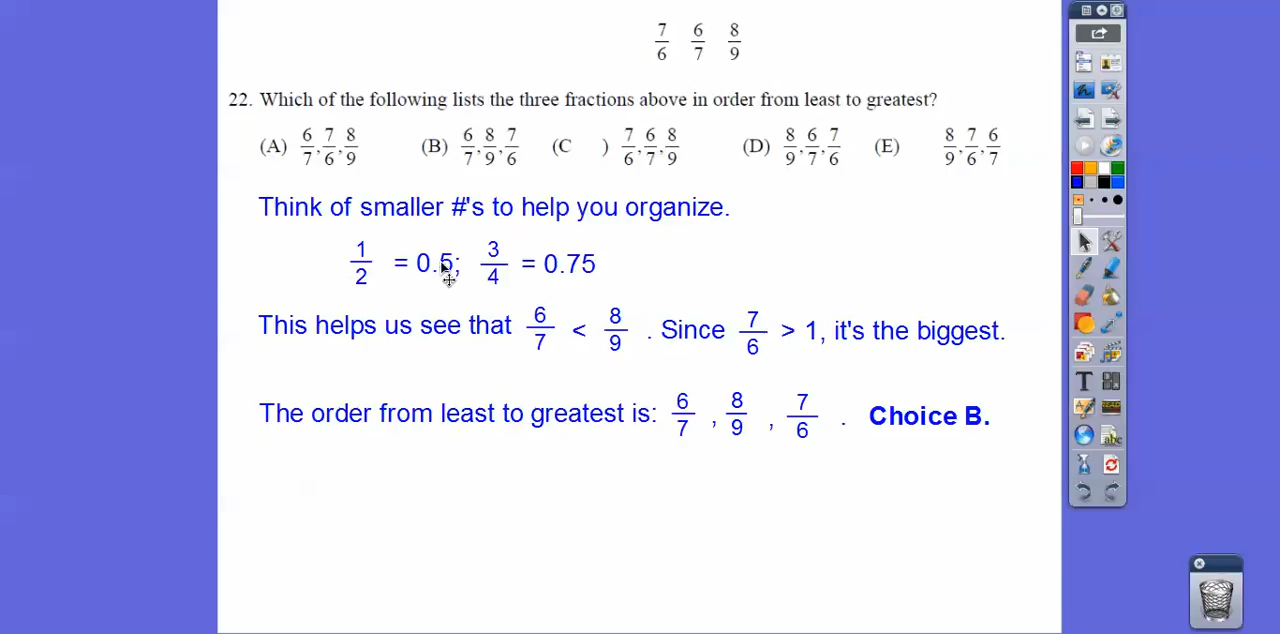 7/6 6/7 8/9
22. Which of the following lists the three fractions above in order from least to greatest?
(A) 6/7, 7/6, 8/9 (B) 6/7, 8/9, 7/6 (C ) 7/6, 6/7, 8/9 (D) 8/9, 6/7, 7/6 (E) 8/9, 7/6, 6/7
Think of smaller #'s to help you organize.
1/2 = 0.5; 3/4 = 0.75
This helps us see that 6/7 < 8/9 . Since 7/6 > 1, it's the biggest.
The order from least to greatest is: 6/7 , 8/9 , 7/6 . Choice B.